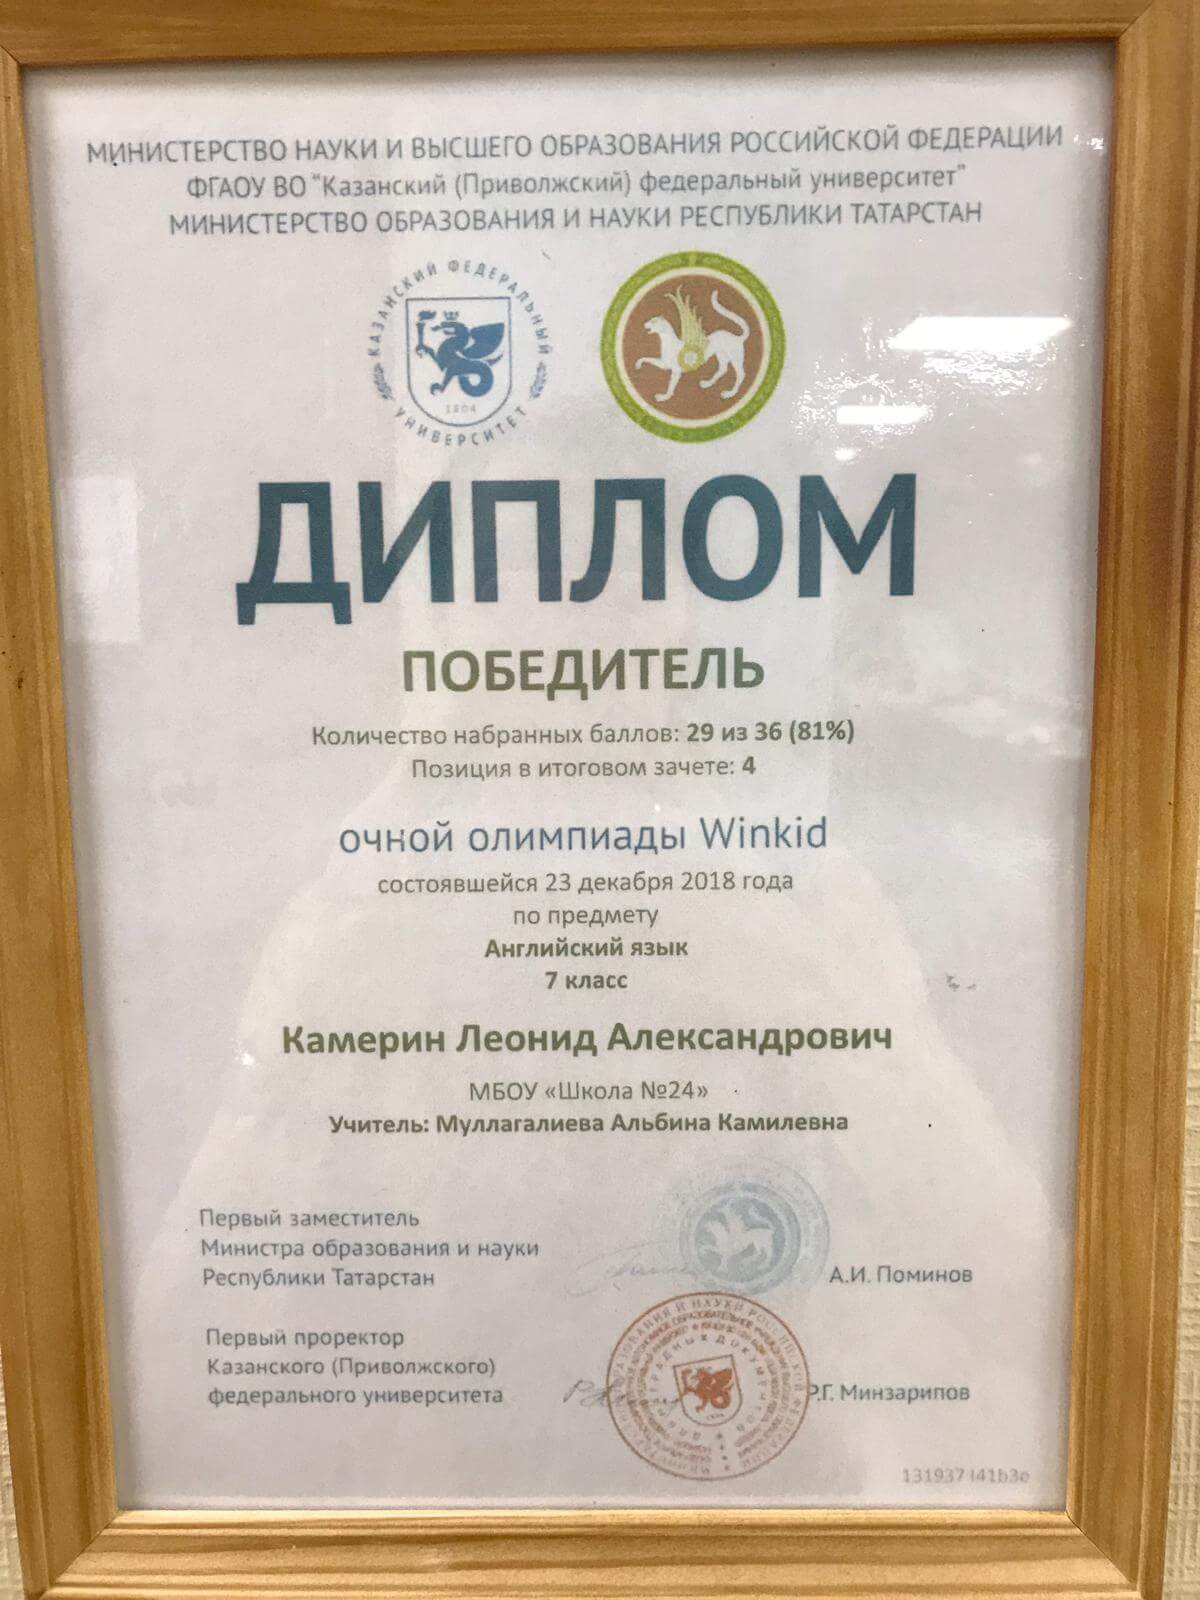 МИНИСТЕРСТВО НАУКИ И ВЫСШЕГО ОБРАЗОВАНИЯ РОССИЙСКОЙ ФЕДЕРАЦИИ
ФГАОУ ВО "Казанский (Приволжский) федеральный университет"
МИНИСТЕРСТВО ОБРАЗОВАНИЯ И НАУКИ РЕСПУБЛИКИ ТАТАРСТАН
КАЗАНСКИЙ ФЕДЕРАЛЬНЫЙ УНИВЕРСИТЕТ
1804
ДИПЛОМ
ПОБЕДИТЕЛЬ
Количество набранных баллов: 29 из 36 (81%)
Позиция в итоговом зачете: 4
очной олимпиады Winkid
состоявшейся 23 декабря 2018 года
по предмету
Английский язык
7 класс
Камерин Леонид Александрович
МБОУ «Школа №24»
Учитель: Муллагалиева Альбина Камилевна
Первый заместитель
Министра образования и науки
Республики Татарстан
А.И. Поминов
Первый проректор
Казанского (Приволжского)
федерального университета
Р.Г. Минзарипов